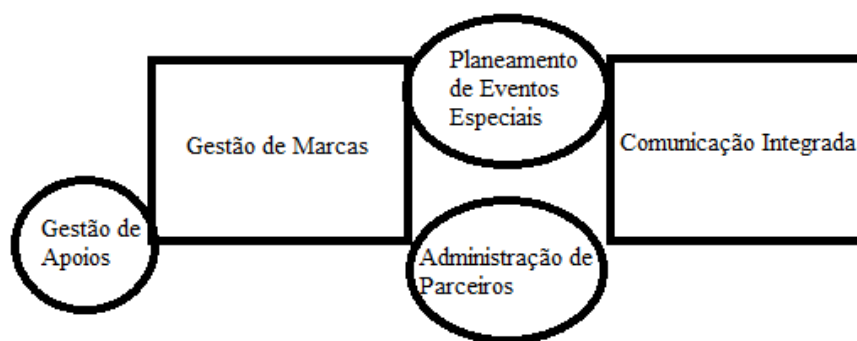 Planeamento
de Eventos
Especiais
Gestão de Marcas
Comunicação Integrada
Gestão de
Apoios
Administração de
Parceiros